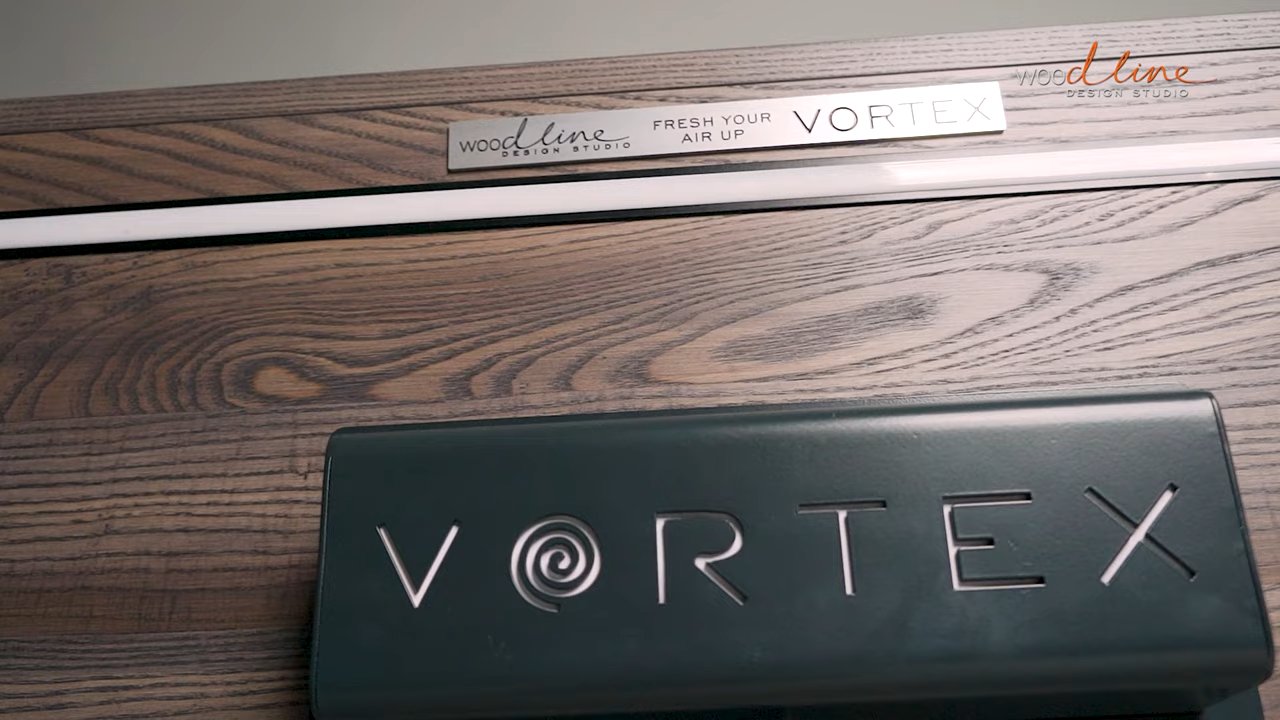 woodline
DESIGN STUDIO
woodline
DESIGN STUDIO
FRESH YOUR
AIR UP
VORTEX
VORTEX